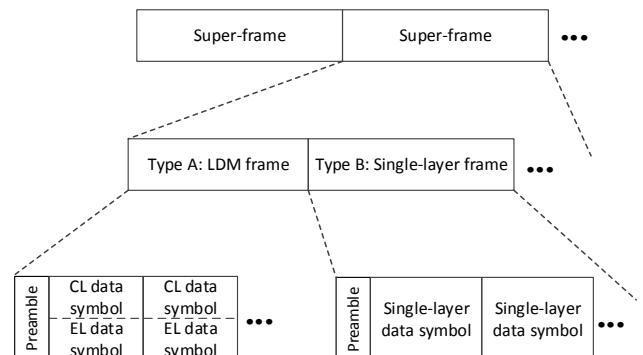 Super-frame
Super-frame
•••
Type A: LDM frame
Type B: Single-layer frame
•••
Preamble
CL data
symbol
EL data
symbol
CL data
symbol
EL data
symbol
•••
Preamble
Single-layer
data symbol
Single-layer
data symbol
•••